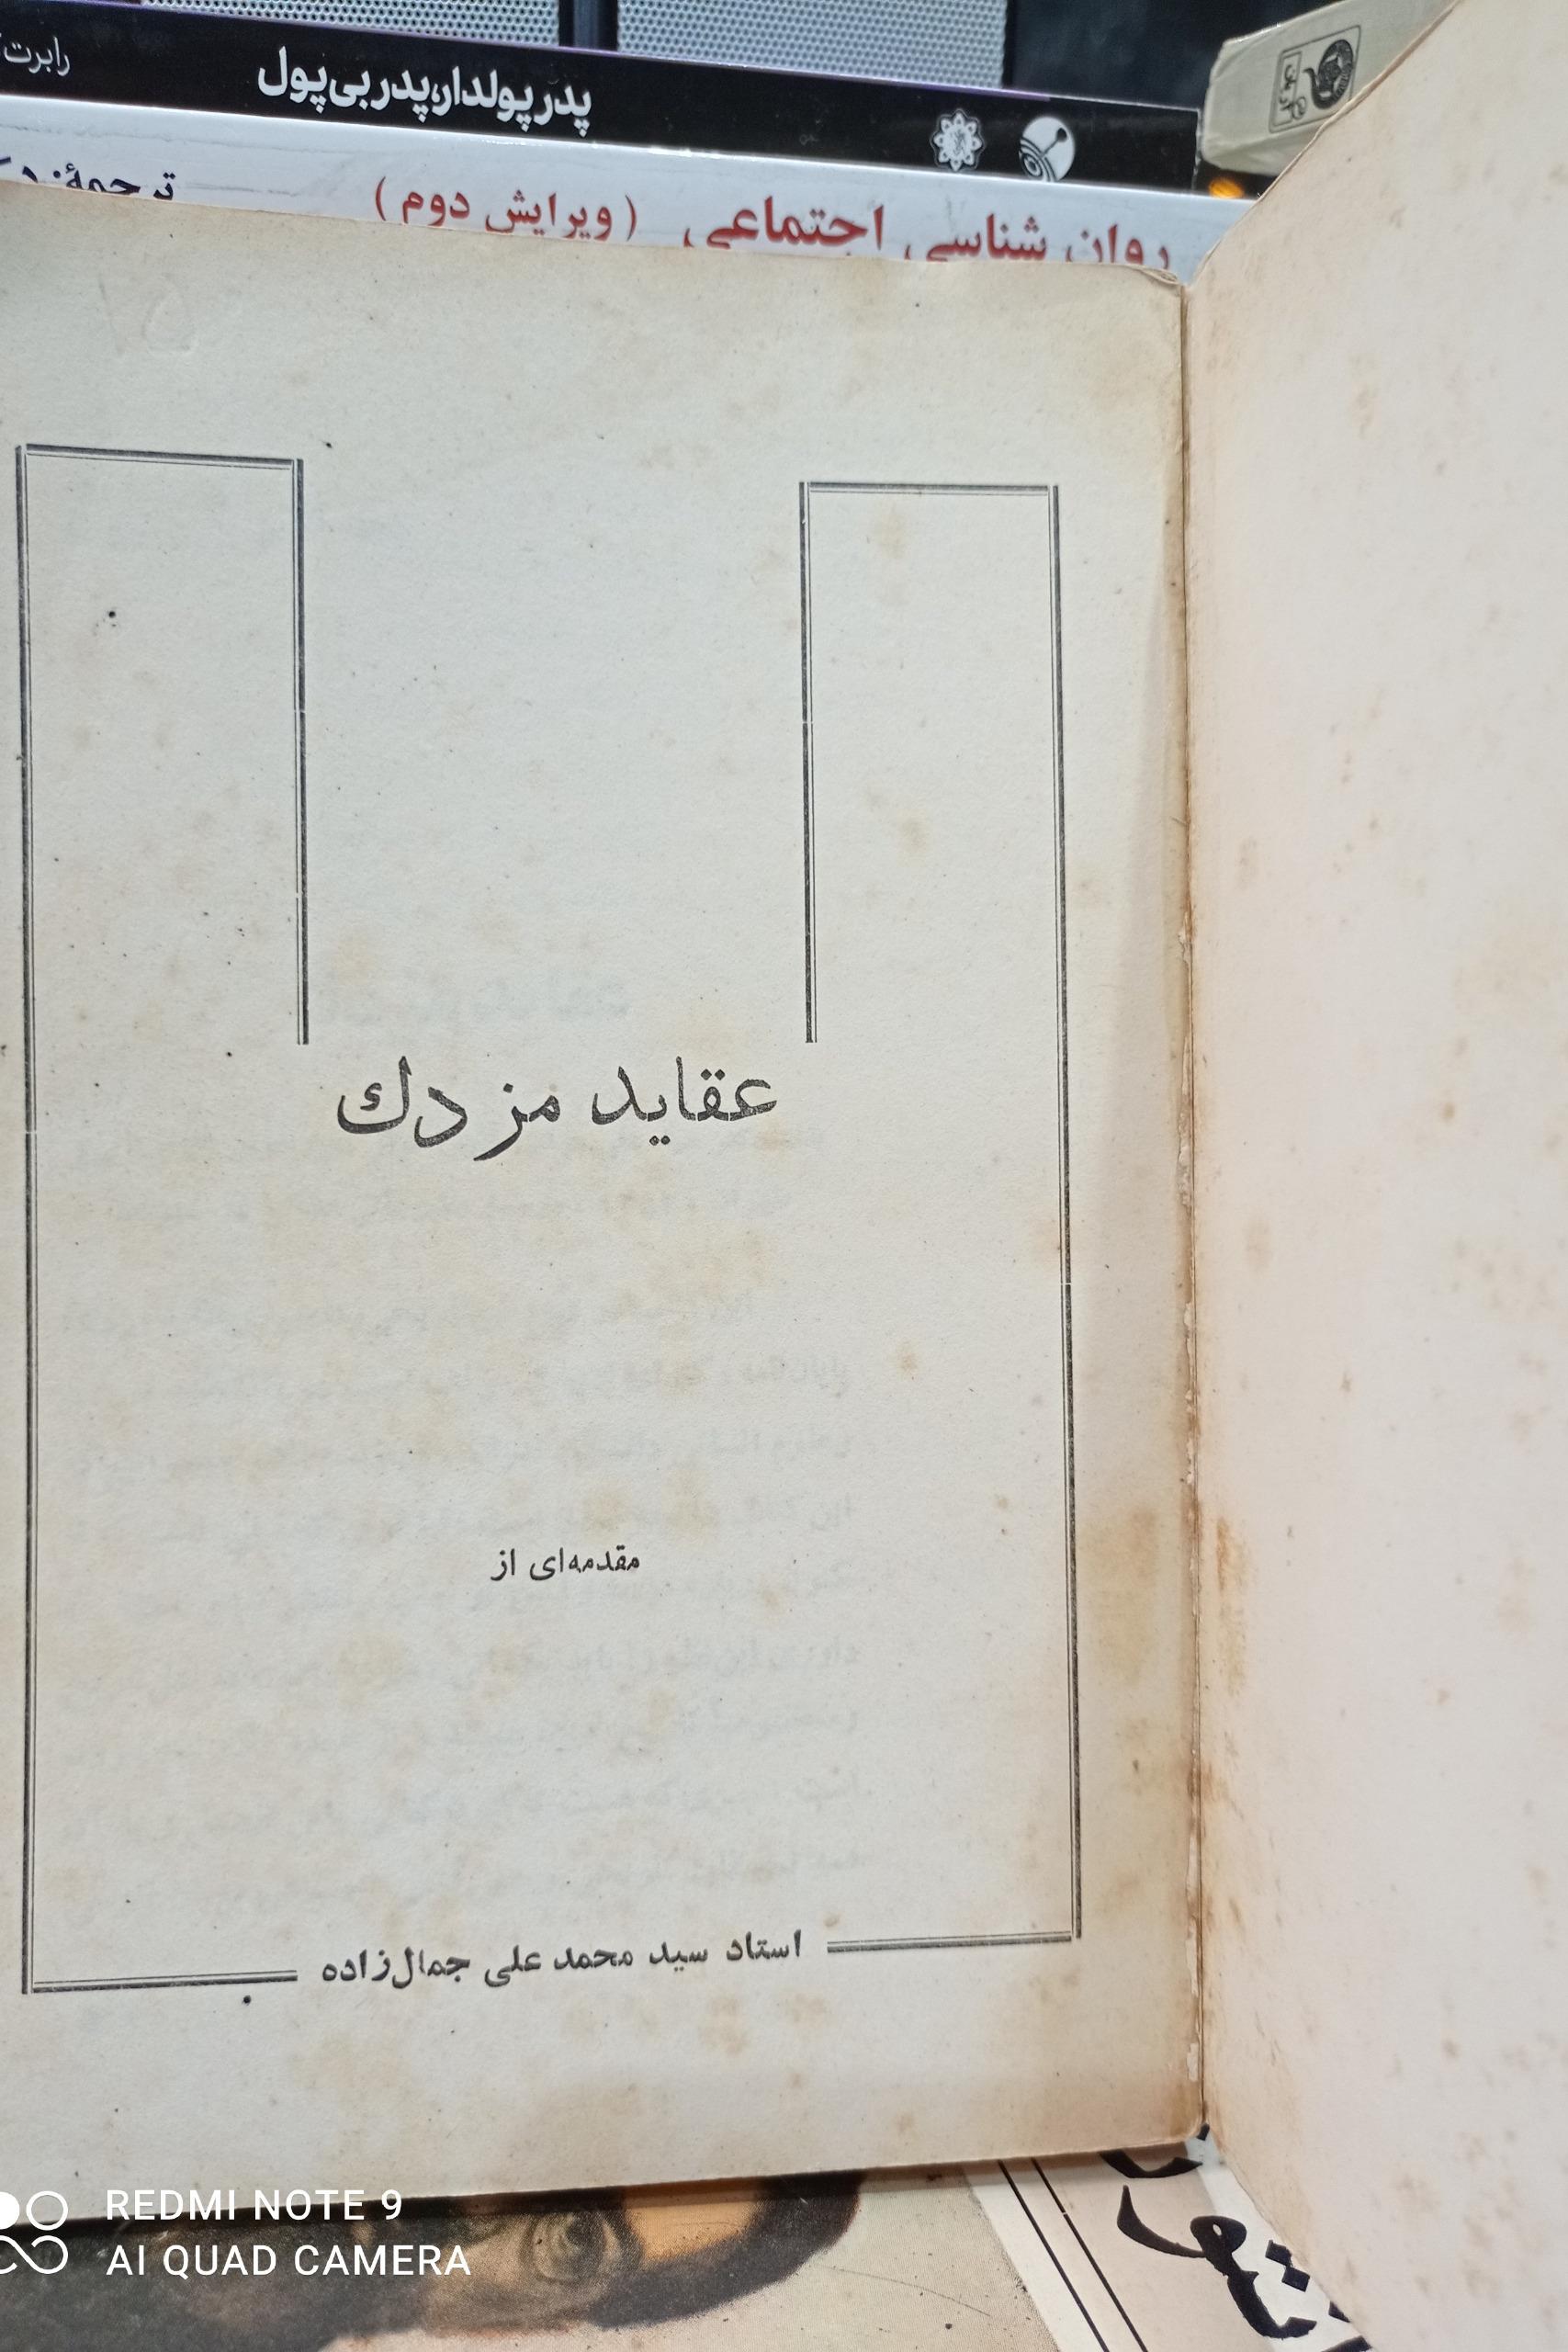 رابرت
پدر پولدار، پدر بی‌پول
روان شناسی اجتماعی (ویرایش دوم) ترجمهٔ:
عقاید مزدك
مقدمه‌ای از
استاد سید محمد علی جمال‌زاده
REDMI NOTE 9
AI QUAD CAMERA